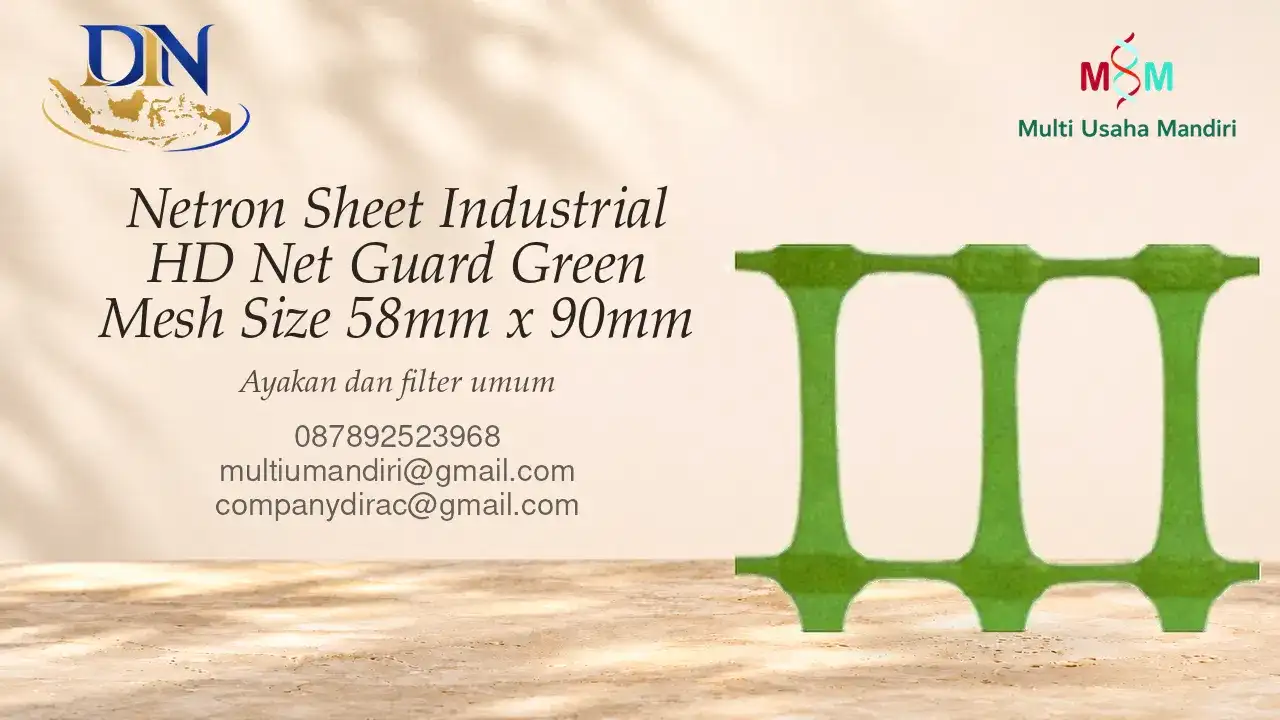 DIN
M M
Multi Usaha Mandiri
Netron Sheet Industrial
HD Net Guard Green
Mesh Size 58mm x 90mm
Ayakan dan filter umum
087892523968
multiumandiri@gmail.com
companydirac@gmail.com